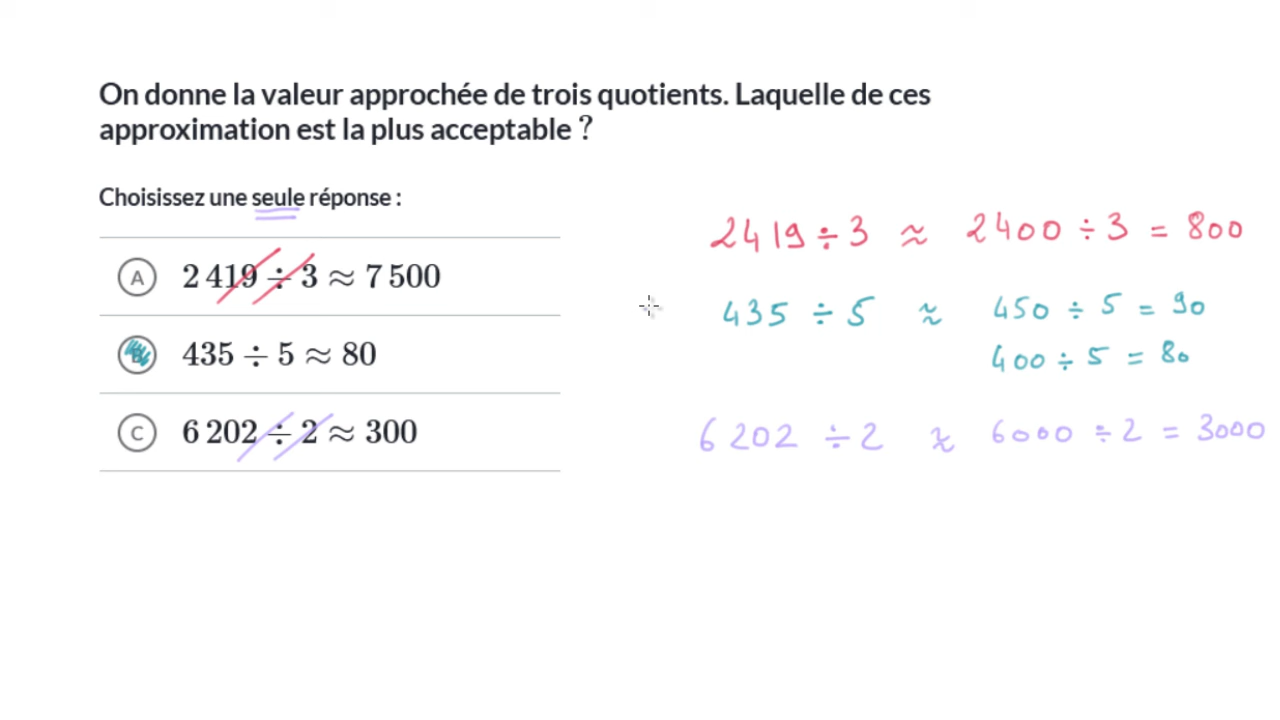 On donne la valeur approchée de trois quotients. Laquelle de ces
approximation est la plus acceptable ?
Choisissez une seule réponse :
A 2 419 ÷ 3 ≈ 7 500
B 435 ÷ 5 ≈ 80
C 6 202 ÷ 2 ≈ 300
2419 ÷ 3 ≈ 2400 ÷ 3 = 800
435 ÷ 5 ≈ 450 ÷ 5 = 90
400 ÷ 5 = 80
6 202 ÷ 2 ≈ 6000 ÷ 2 = 3000